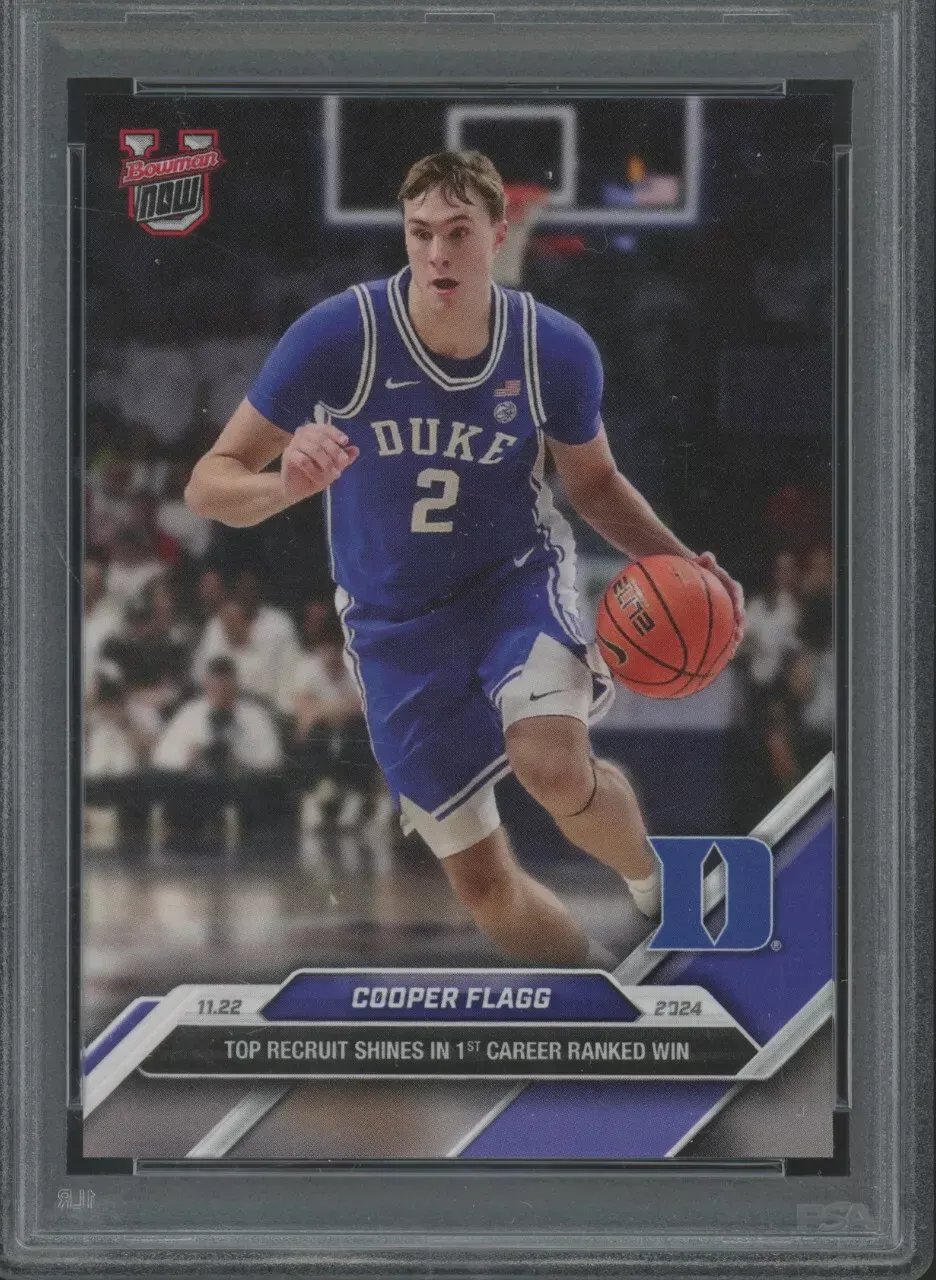 Bowman
NOW
DUKE
2
ELITE
D
®
11.22
COOPER FLAGG
2024
TOP RECRUIT SHINES IN 1ST CAREER RANKED WIN
PSA